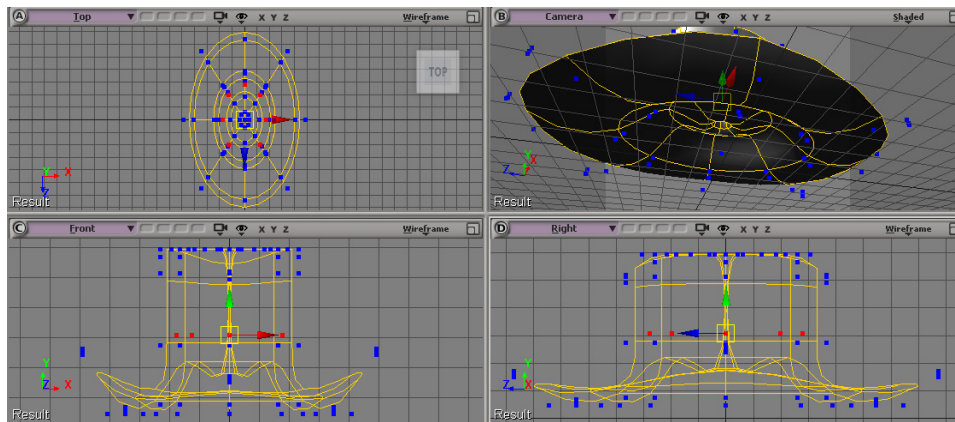 A Top X Y Z Wireframe
TOP
Y X
Z
Result
B Camera X Y Z Shaded
Y
X
Z
Result
C Front X Y Z Wireframe
Y
Z X
Result
D Right X Y Z Wireframe
Y
Z X
Result